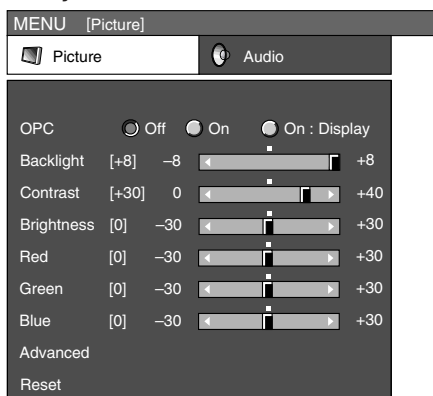 MENU [Picture]
Picture Audio
OPC Off On On : Display
Backlight [+8] –8 +8
Contrast [+30] 0 +40
Brightness [0] –30 +30
Red [0] –30 +30
Green [0] –30 +30
Blue [0] –30 +30
Advanced
Reset